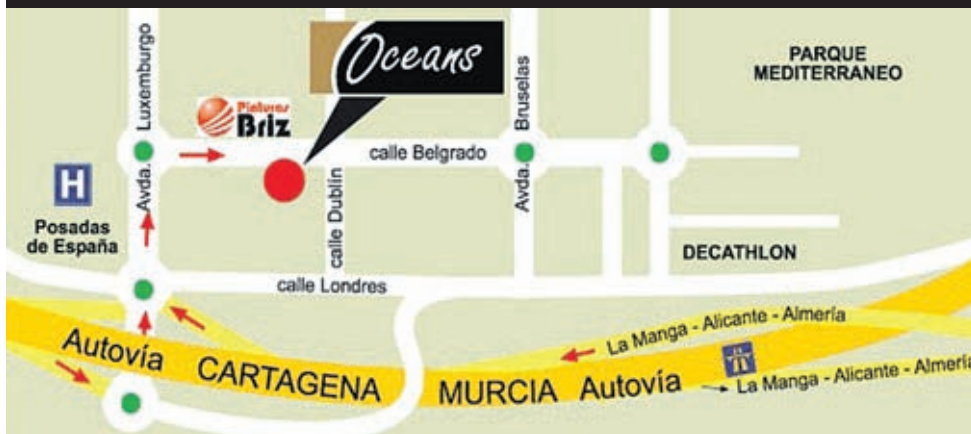 Oceans
PARQUE
MEDITERRANEO
Avda. Luxemburgo
Pinturas
Briz
calle Belgrado
Avda. Bruselas
H
Posadas
de España
calle Dublín
DECATHLON
calle Londres
La Manga - Alicante - Almería
Autovía CARTAGENA MURCIA Autovía
La Manga - Alicante - Almería